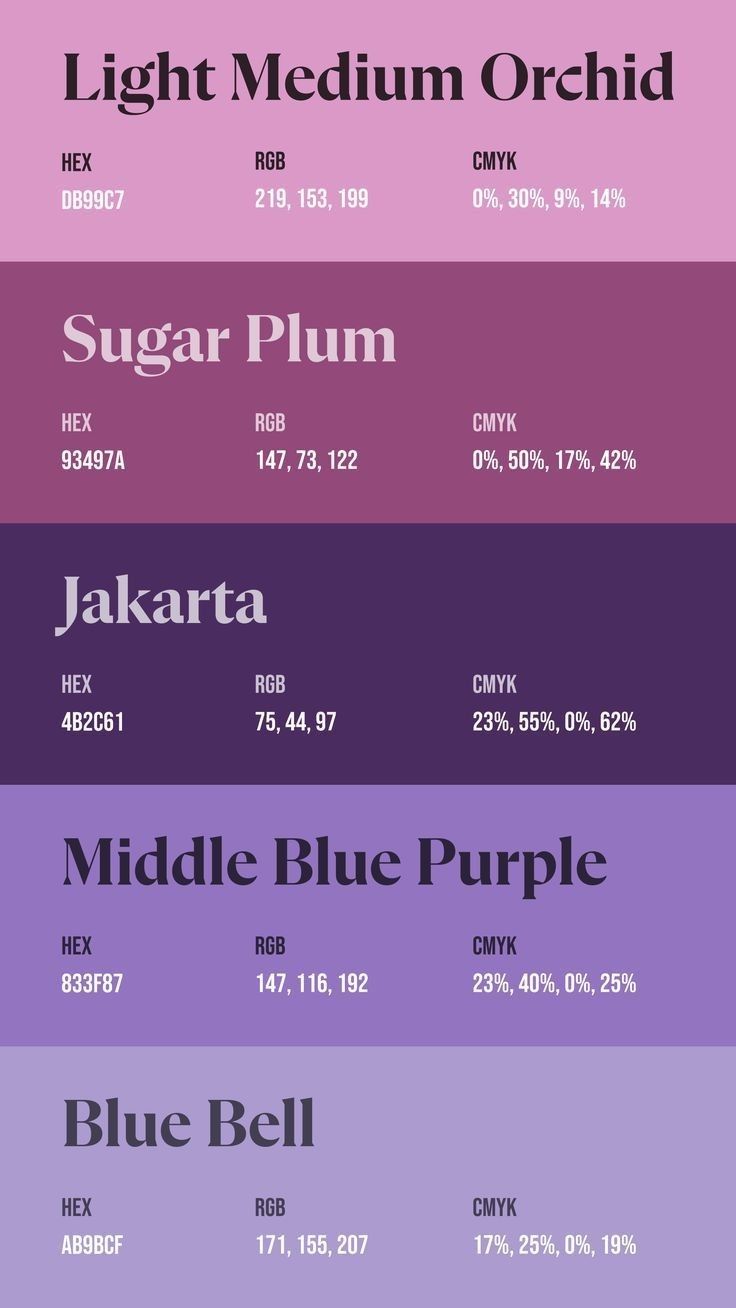 Light Medium Orchid
HEX RGB CMYK
DB99C7 219, 153, 199 0%, 30%, 9%, 14%
Sugar Plum
HEX RGB CMYK
93497A 147, 73, 122 0%, 50%, 17%, 42%
Jakarta
HEX RGB CMYK
4B2C61 75, 44, 97 23%, 55%, 0%, 62%
Middle Blue Purple
HEX RGB CMYK
833F87 147, 116, 192 23%, 40%, 0%, 25%
Blue Bell
HEX RGB CMYK
AB9BCF 171, 155, 207 17%, 25%, 0%, 19%